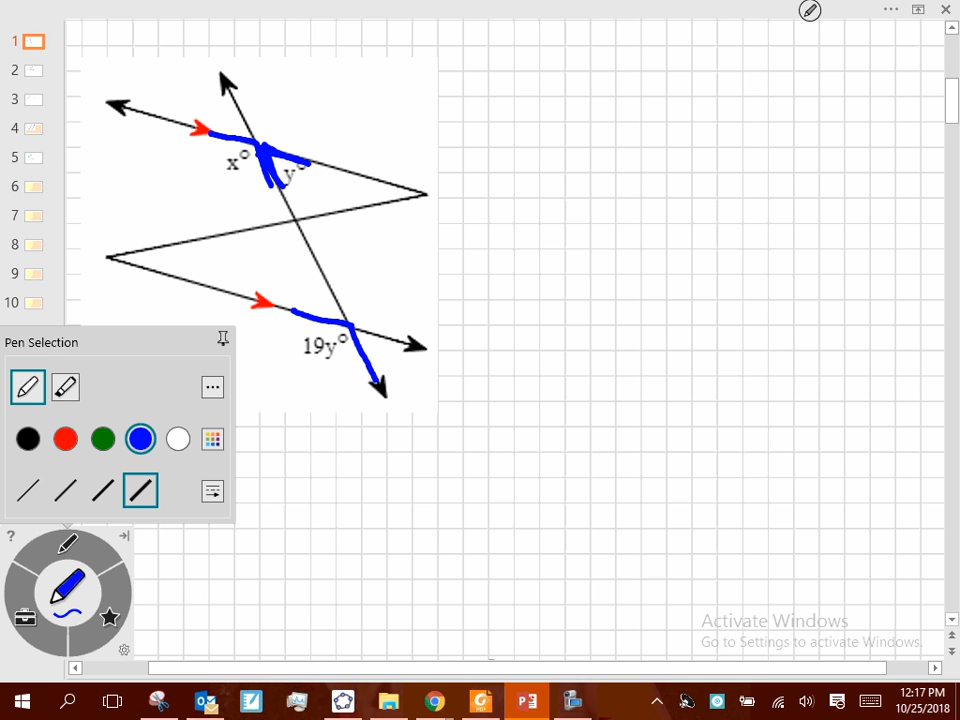 1
2
3
4
5
6
7
8
9
10
x°
y°
19y°
Pen Selection
?
Activate Windows
Go to Settings to activate Windows.
12:17 PM
10/25/2018